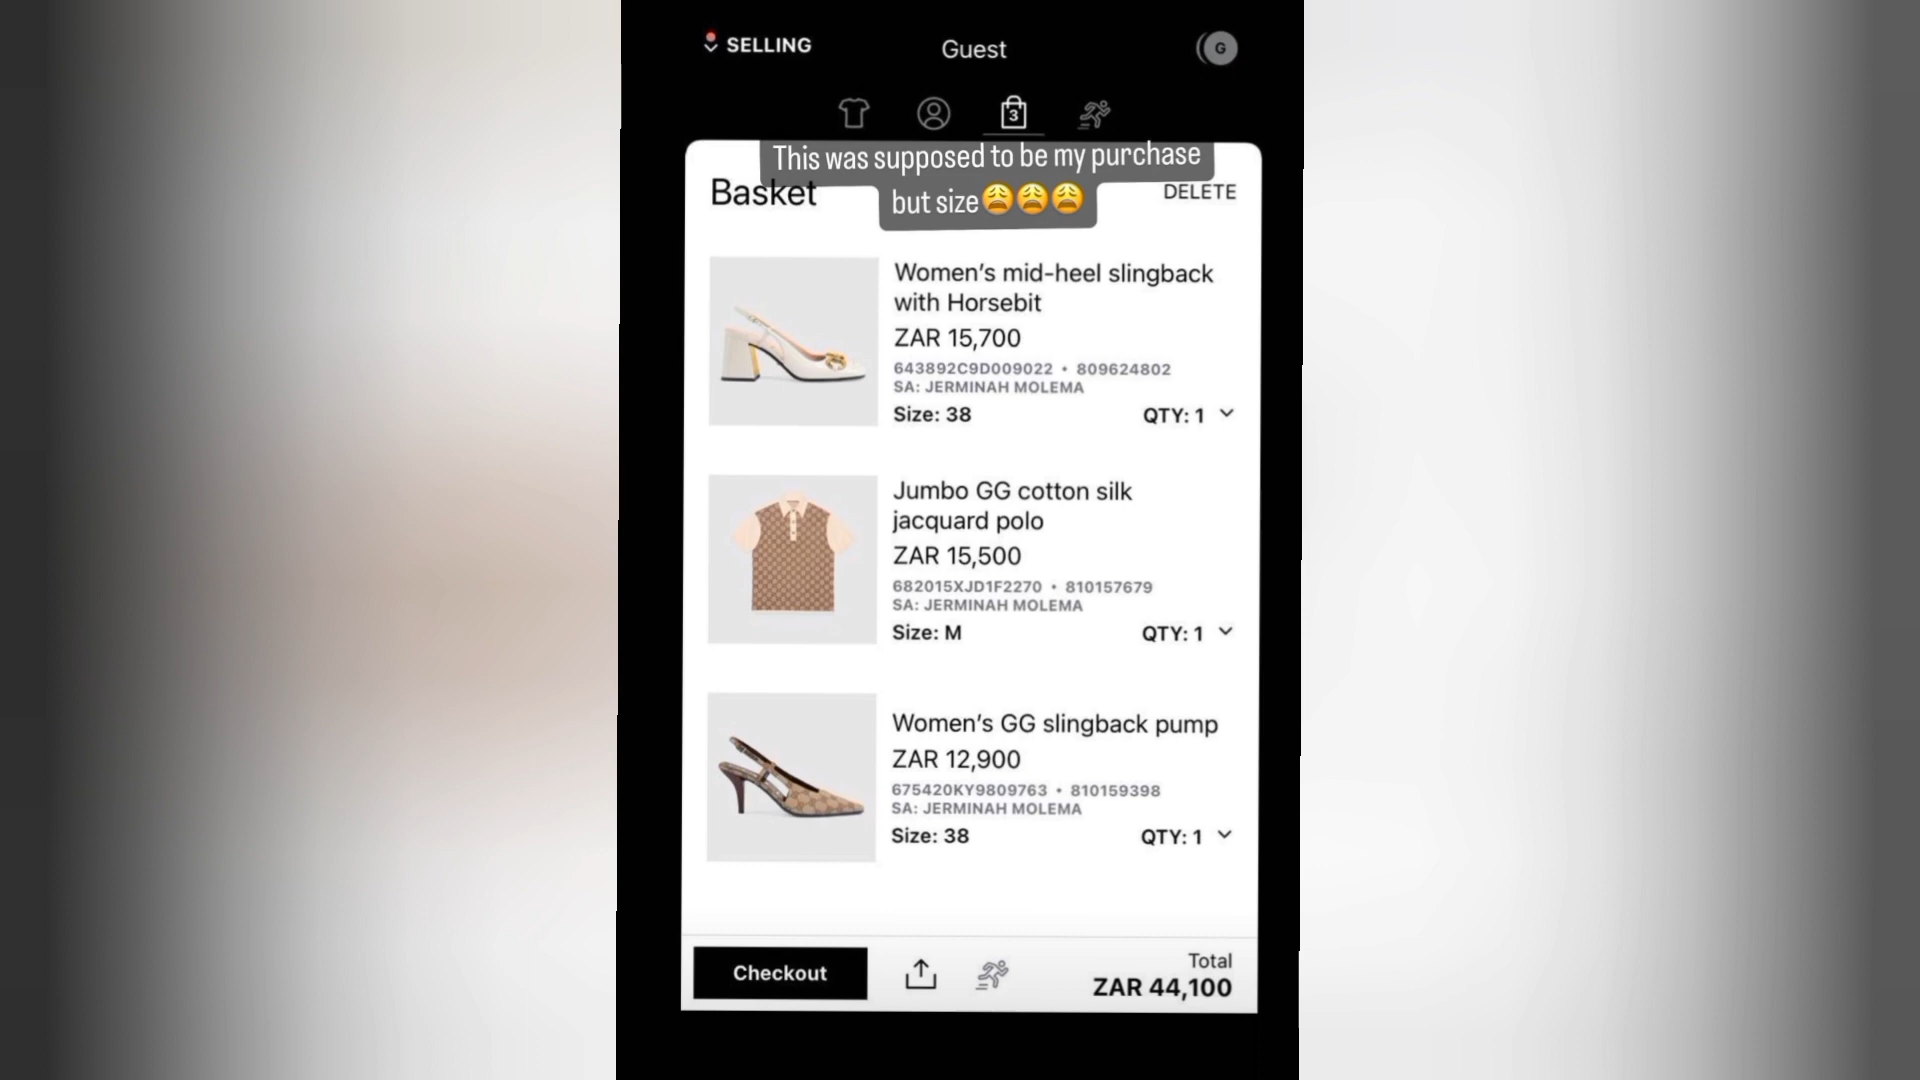 SELLING
Guest
G
3
This was supposed to be my purchase
but size😩😩😩
Basket
DELETE
Women's mid-heel slingback
with Horsebit
ZAR 15,700
643892C9D009022 • 809624802
SA: JERMINAH MOLEMA
Size: 38
QTY: 1
Jumbo GG cotton silk
jacquard polo
ZAR 15,500
682015XJD1F2270 • 810157679
SA: JERMINAH MOLEMA
Size: M
QTY: 1
Women's GG slingback pump
ZAR 12,900
675420KY9809763 • 810159398
SA: JERMINAH MOLEMA
Size: 38
QTY: 1
Checkout
Total
ZAR 44,100